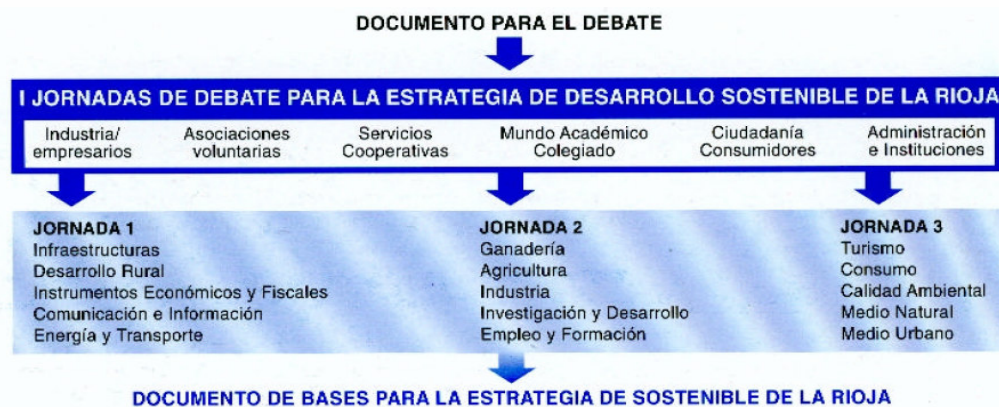 DOCUMENTO PARA EL DEBATE
I JORNADAS DE DEBATE PARA LA ESTRATEGIA DE DESARROLLO SOSTENIBLE DE LA RIOJA
Industria/
empresarios
Asociaciones
voluntarias
Servicios
Cooperativas
Mundo Académico
Colegiado
Ciudadanía
Consumidores
Administración
e Instituciones
JORNADA 1
Infraestructuras
Desarrollo Rural
Instrumentos Económicos y Fiscales
Comunicación e Información
Energía y Transporte
JORNADA 2
Ganadería
Agricultura
Industria
Investigación y Desarrollo
Empleo y Formación
JORNADA 3
Turismo
Consumo
Calidad Ambiental
Medio Natural
Medio Urbano
DOCUMENTO DE BASES PARA LA ESTRATEGIA DE SOSTENIBLE DE LA RIOJA